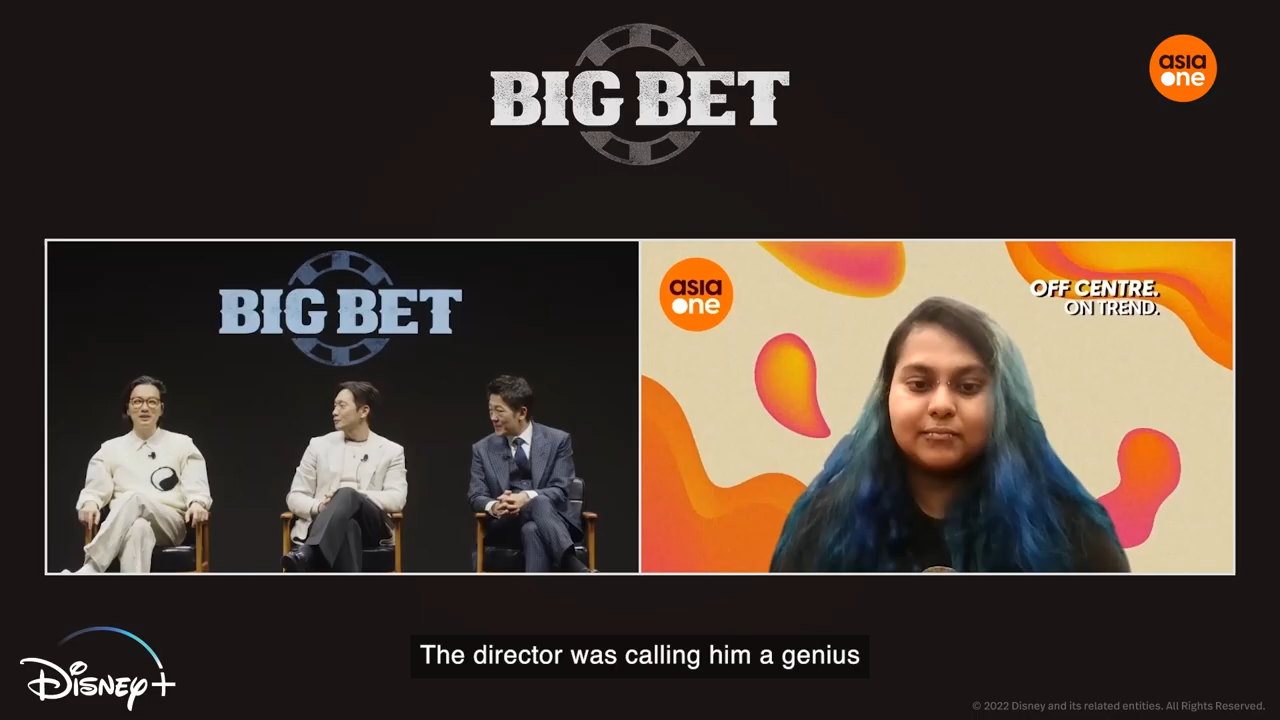 BIG BET
asia
one
BIG BET
asia
one
OFF CENTRE.
ON TREND.
The director was calling him a genius
Disney+
© 2022 Disney and its related entities. All Rights Reserved.